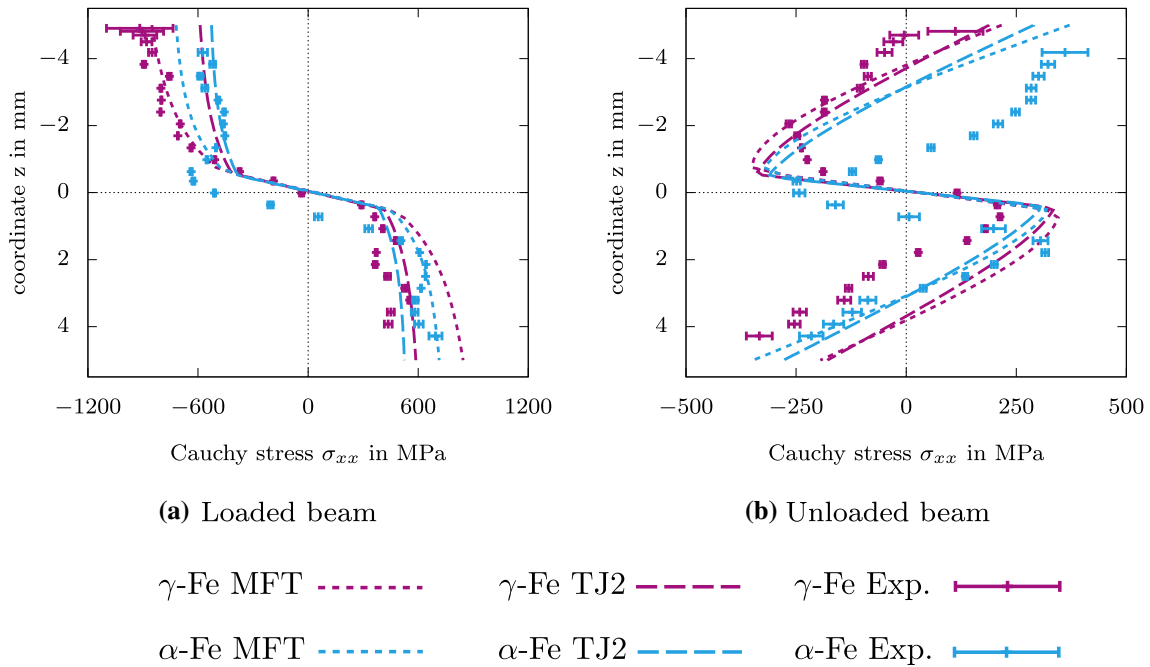 coordinate z in mm
−4
−2
0
2
4
−1200
−600
0
600
1200
Cauchy stress σxx in MPa
(a) Loaded beam
coordinate z in mm
−4
−2
0
2
4
−500
−250
0
250
500
Cauchy stress σxx in MPa
(b) Unloaded beam
γ-Fe MFT
γ-Fe TJ2
γ-Fe Exp.
α-Fe MFT
α-Fe TJ2
α-Fe Exp.